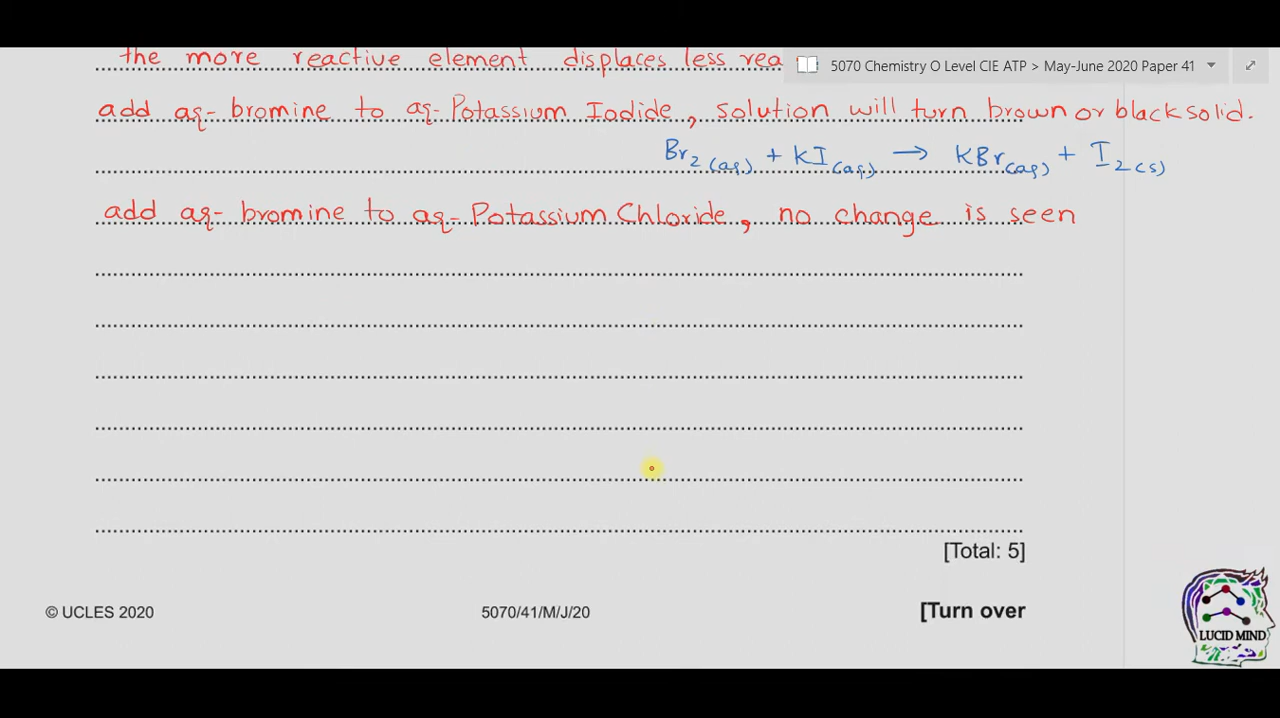 the more reactive element displaces less rea
5070 Chemistry O Level CIE ATP > May-June 2020 Paper 41
add aq- bromine to aq- Potassium Iodide, solution will turn brown or black solid.
Br2(aq) + KI(aq) → KBr(aq) + I2(s)
add aq- bromine to aq- Potassium Chloride, no change is seen
[Total: 5]
© UCLES 2020
5070/41/M/J/20
[Turn over
LUCID MIND